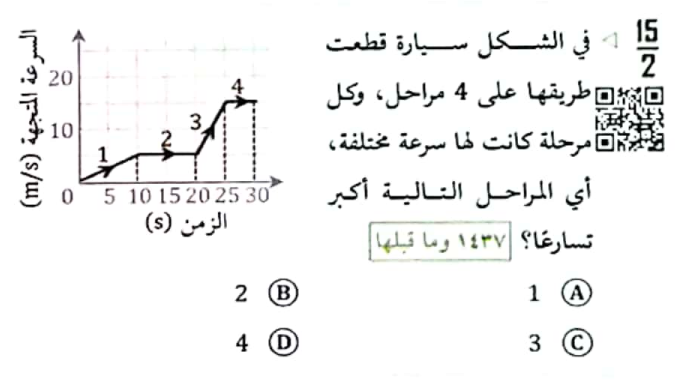 15
2
في الشكل سيارة قطعت
طريقها على 4 مراحل، وكل
مرحلة كانت لها سرعة مختلفة،
أي المراحل التالية أكبر
تسارعًا؟ ١٤٣٧ وما قبلها
السرعة المتجهة (m/s)
20
10
0 5 10 15 20 25 30
1 2 3 4
الزمن (s)
A 1
B 2
C 3
D 4